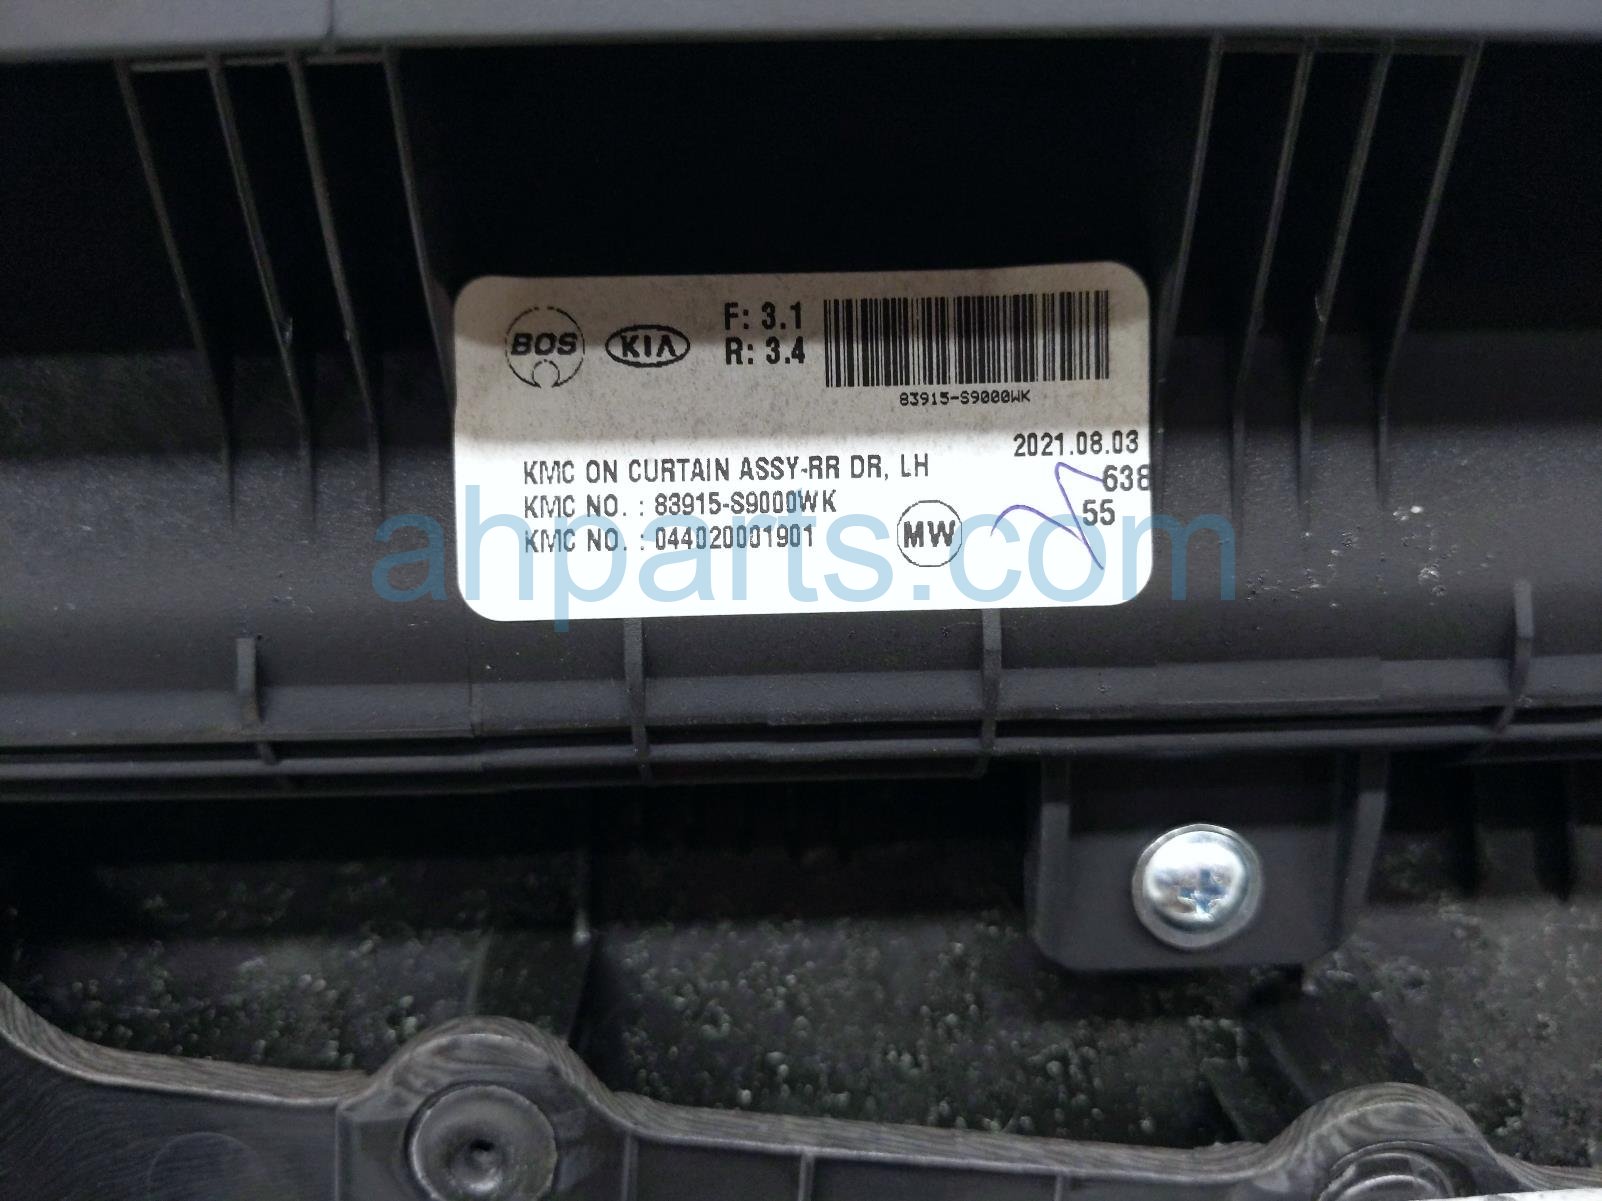 BOS KIA F: 3.1
R: 3.4
83915-S9000WK
2021.08.03
KMC ON CURTAIN ASSY-RR DR, LH
638
KMC NO. : 83915-S9000WK
55
KMC NO. : 044020001901
MW
ahparts.com